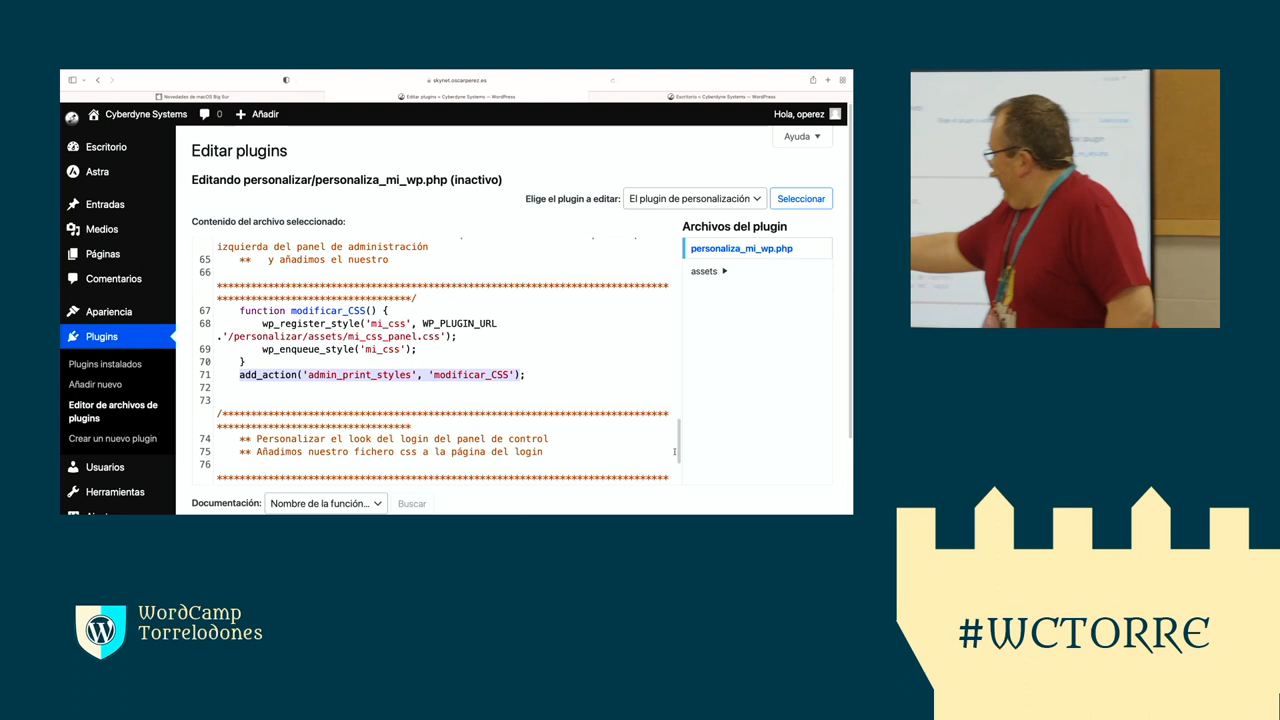 skynet.oscarperez.es
Novedades de macOS Big Sur
Editar plugins < Cyberdyne Systems — WordPress
Escritorio < Cyberdyne Systems — WordPress
Cyberdyne Systems 0 + Añadir
Hola, operez
Ayuda
Escritorio
Astra
Entradas
Medios
Páginas
Comentarios
Apariencia
Plugins
Plugins instalados
Añadir nuevo
Editor de archivos de
plugins
Crear un nuevo plugin
Usuarios
Herramientas
Editar plugins
Editando personalizar/personaliza_mi_wp.php (inactivo)
Elige el plugin a editar: El plugin de personalización Seleccionar
Contenido del archivo seleccionado:
izquierda del panel de administración
65 ** y añadimos el nuestro
66
*******************************************************************************
**********************************/
67 function modificar_CSS() {
68 wp_register_style('mi_css', WP_PLUGIN_URL
.'/personalizar/assets/mi_css_panel.css');
69 wp_enqueue_style('mi_css');
70 }
71 add_action('admin_print_styles', 'modificar_CSS');
72
73
/******************************************************************************
**********************************
74 ** Personalizar el look del login del panel de control
75 ** Añadimos nuestro fichero css a la página del login
76
*******************************************************************************
Archivos del plugin
personaliza_mi_wp.php
assets
Documentación: Nombre de la función... Buscar
WordCamp
Torrelodones
#WCTORRE